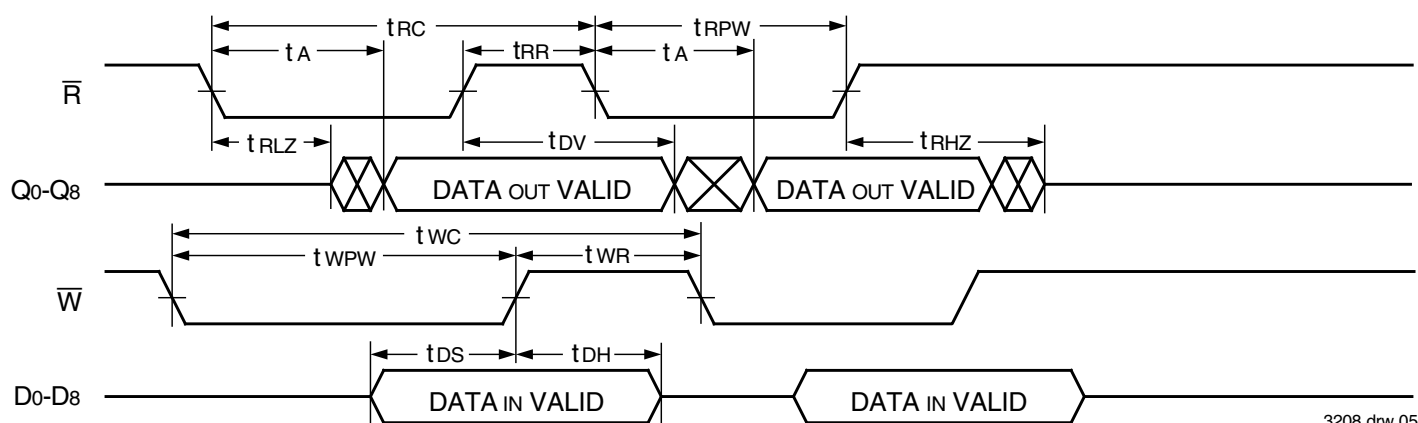 tRC tRPW
tA tRR tA
R̅
tRLZ tDV tRHZ
Q0-Q8 DATA OUT VALID DATA OUT VALID
tWC
tWPW tWR
W̅
tDS tDH
D0-D8 DATA IN VALID DATA IN VALID
3208 drw 05